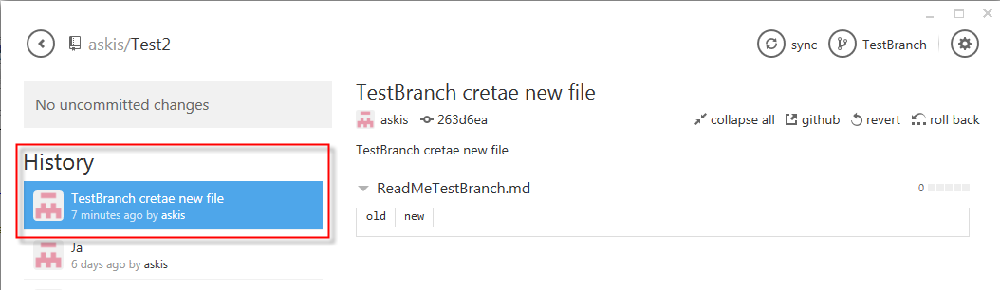 askis/Test2
sync
TestBranch
No uncommitted changes
TestBranch cretae new file
askis 263d6ea
collapse all github revert roll back
TestBranch cretae new file
History
TestBranch cretae new file
7 minutes ago by askis
ReadMeTestBranch.md
0
old new
Ja
6 days ago by askis